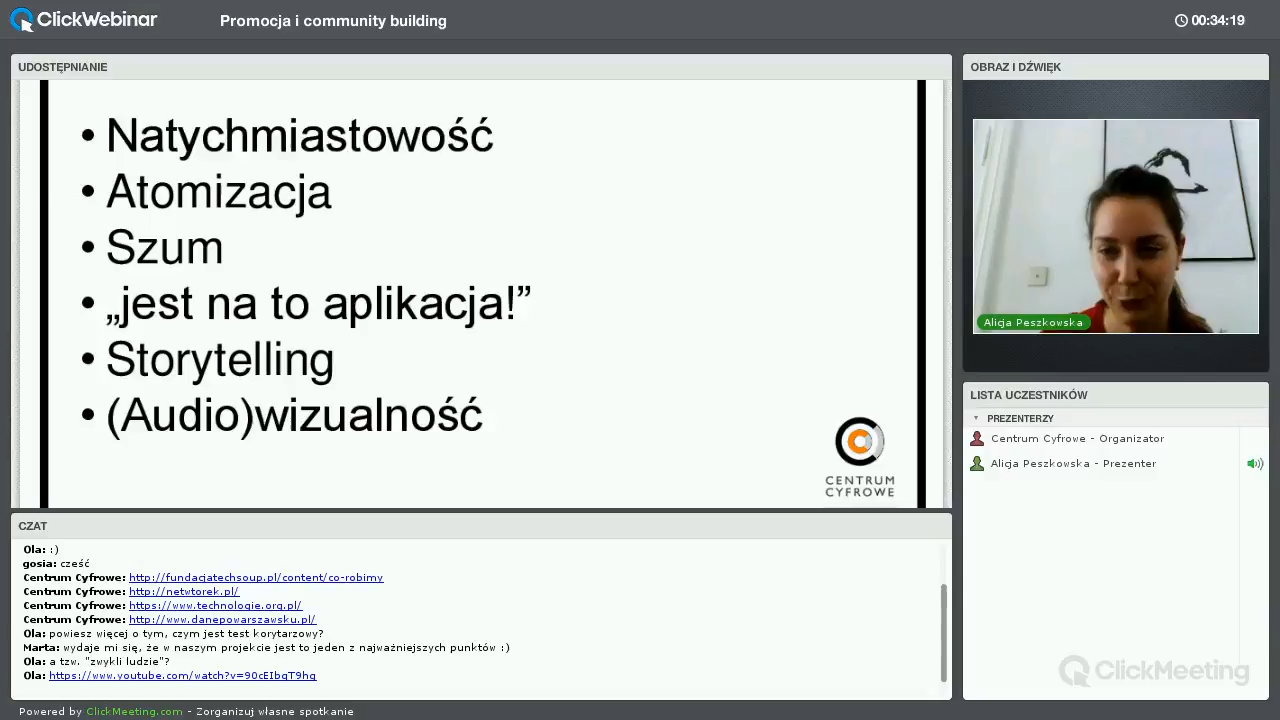 ClickWebinar
Promocja i community building
00:34:19
UDOSTĘPNIANIE
• Natychmiastowość
• Atomizacja
• Szum
• „jest na to aplikacja!”
• Storytelling
• (Audio)wizualność
CENTRUM
CYFROWE
OBRAZ I DŹWIĘK
Alicja Peszkowska
LISTA UCZESTNIKÓW
PREZENTERZY
Centrum Cyfrowe - Organizator
Alicja Peszkowska - Prezenter
CZAT
Ola: :)
gosia: cześć
Centrum Cyfrowe: http://fundacjatechsoup.pl/content/co-robimy
Centrum Cyfrowe: http://netwtorek.pl/
Centrum Cyfrowe: https://www.technologie.org.pl/
Centrum Cyfrowe: http://www.danepowarszawsku.pl/
Ola: powiesz więcej o tym, czym jest test korytarzowy?
Marta: wydaje mi się, że w naszym projekcie jest to jeden z najważniejszych punktów :)
Ola: a tzw. "zwykli ludzie"?
Ola: https://www.youtube.com/watch?v=90cEIbqT9hq
ClickMeeting
Powered by ClickMeeting.com - Zorganizuj własne spotkanie